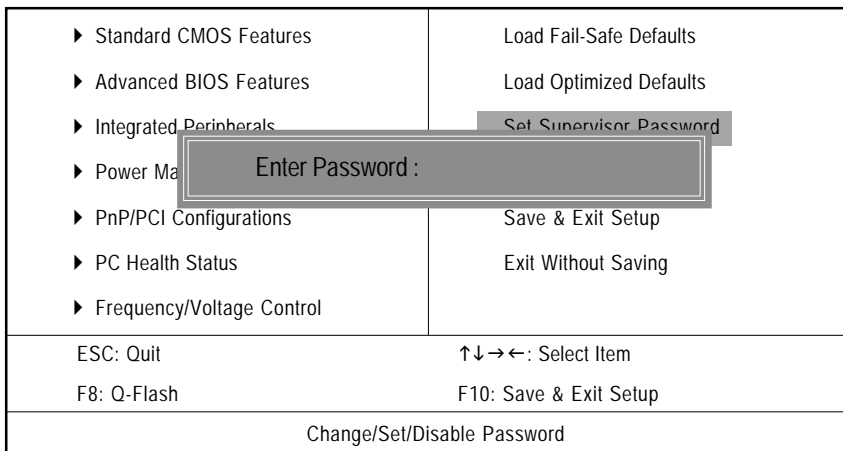 ▶ Standard CMOS Features
▶ Advanced BIOS Features
▶ Integrated Peripherals
▶ Power Ma
▶ PnP/PCI Configurations
▶ PC Health Status
▶ Frequency/Voltage Control
Load Fail-Safe Defaults
Load Optimized Defaults
Set Supervisor Password
Save & Exit Setup
Exit Without Saving
Enter Password :
ESC: Quit
↑↓→←: Select Item
F8: Q-Flash
F10: Save & Exit Setup
Change/Set/Disable Password